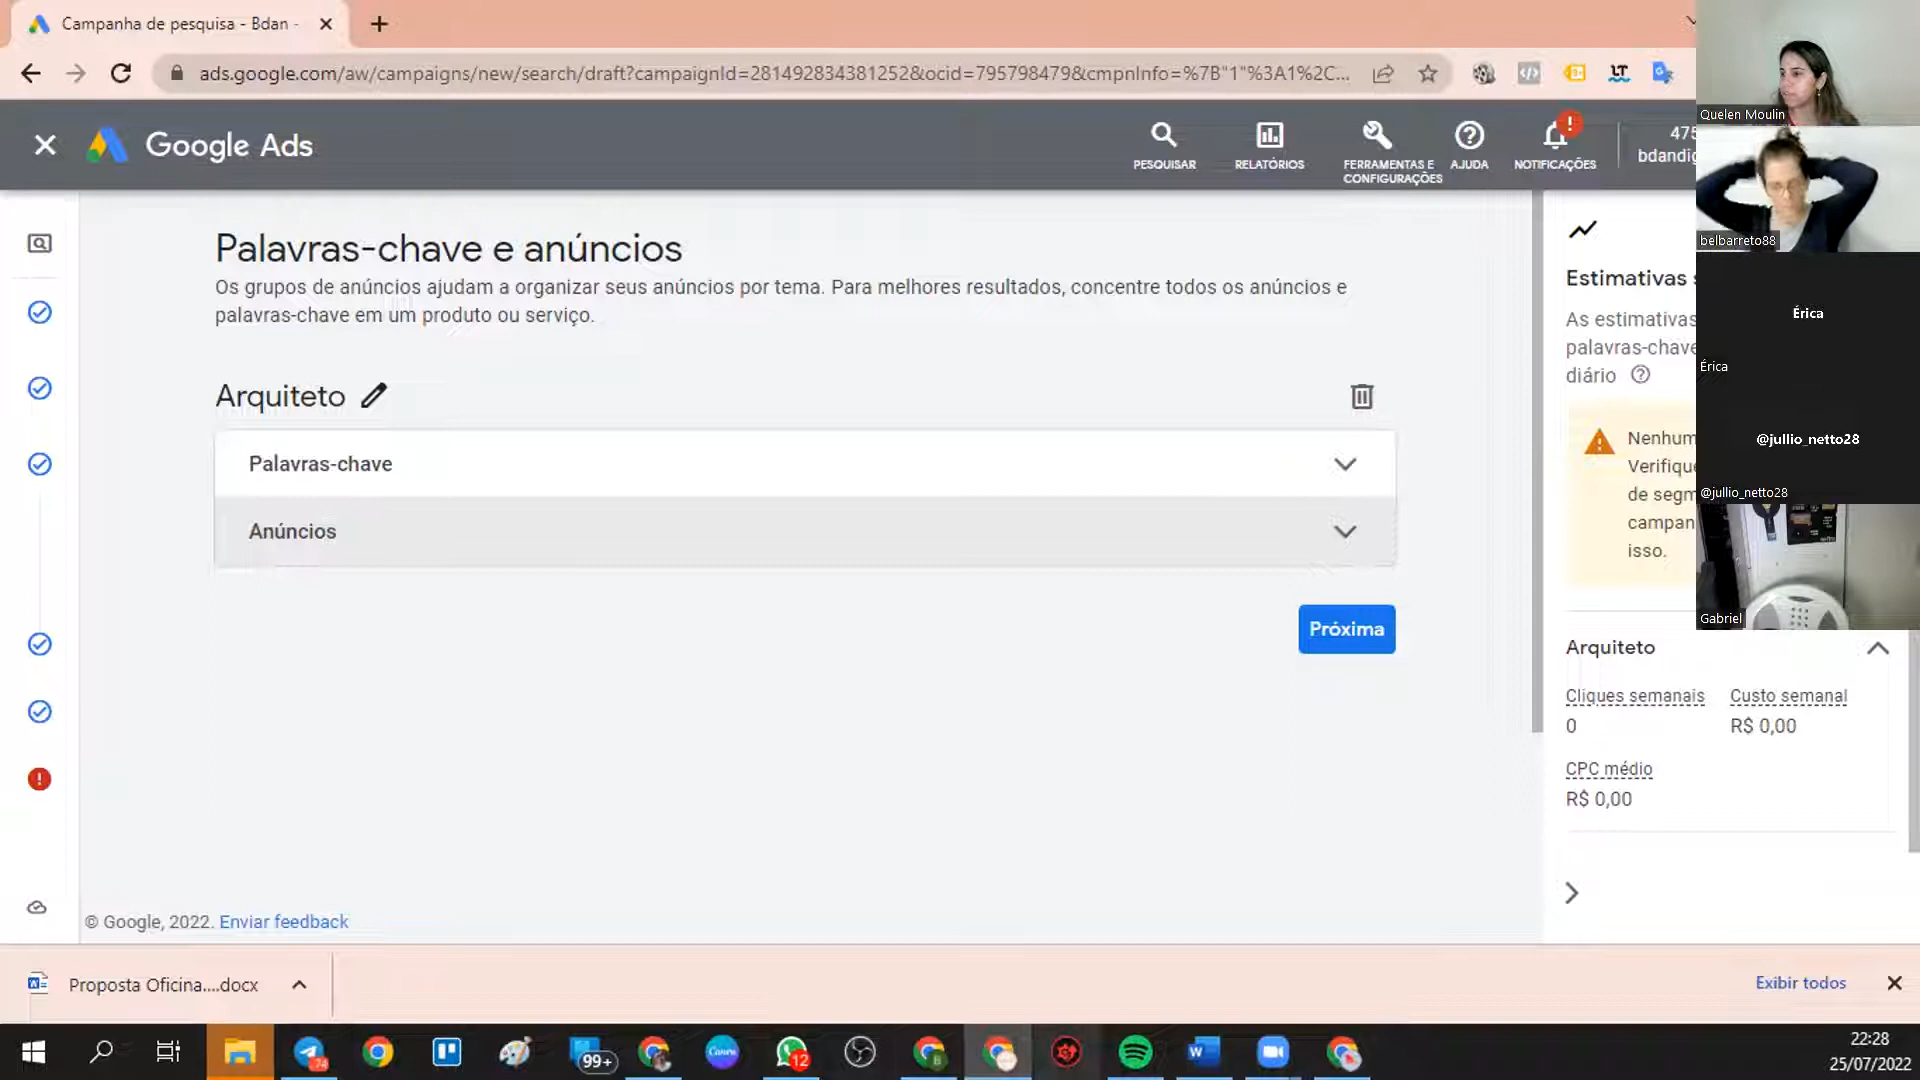 Campanha de pesquisa - Bdan -
ads.google.com/aw/campaigns/new/search/draft?campaignId=281492834381252&ocid=795798479&cmpnInfo=%7B"1"%3A1%2C...
Google Ads
PESQUISAR
RELATÓRIOS
FERRAMENTAS E
CONFIGURAÇÕES
AJUDA
NOTIFICAÇÕES
475
bdandig
Quelen Moulin
belbarreto88
Érica
Érica
@jullio_netto28
@jullio_netto28
Gabriel
Palavras-chave e anúncios
Os grupos de anúncios ajudam a organizar seus anúncios por tema. Para melhores resultados, concentre todos os anúncios e
palavras-chave em um produto ou serviço.
Arquiteto
Palavras-chave
Anúncios
Próxima
Estimativas
As estimativas
palavras-chave
diário
Nenhum
Verifique
de segm
campan
isso.
Arquiteto
Cliques semanais
Custo semanal
0
R$ 0,00
CPC médio
R$ 0,00
© Google, 2022. Enviar feedback
Proposta Oficina....docx
Exibir todos
74
99+
Canva
12
22:28
25/07/2022